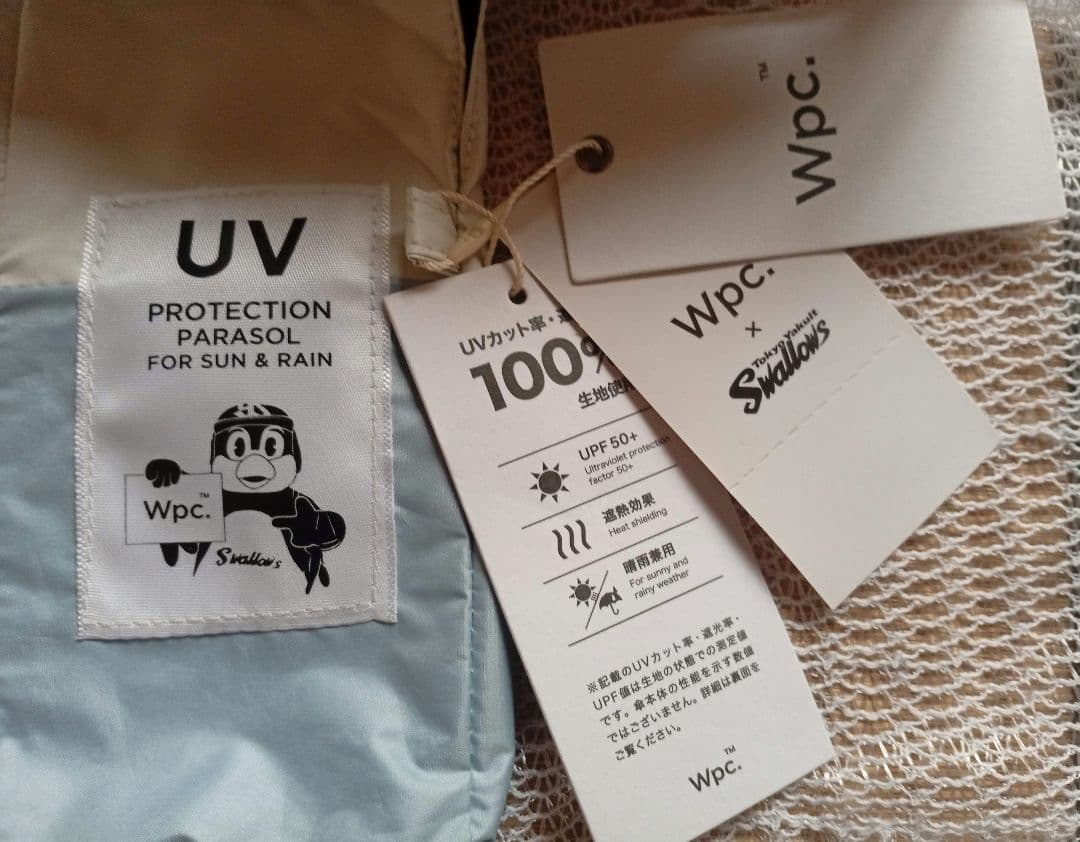 UV
PROTECTION
PARASOL
FOR SUN & RAIN
Wpc.™
Swallows
Wpc.™
Wpc.
×
Tokyo Yakult
Swallows
UVカット率・遮
100%
生地使用
UPF 50+
Ultraviolet protection
factor 50+
遮熱効果
Heat shielding
晴雨兼用
For sunny and
rainy weather
※記載のUVカット率・遮光率・
UPF値は生地の状態での測定値
です。傘本体の性能を示す数値
ではございません。詳細は裏面を
ご覧ください。
Wpc.™